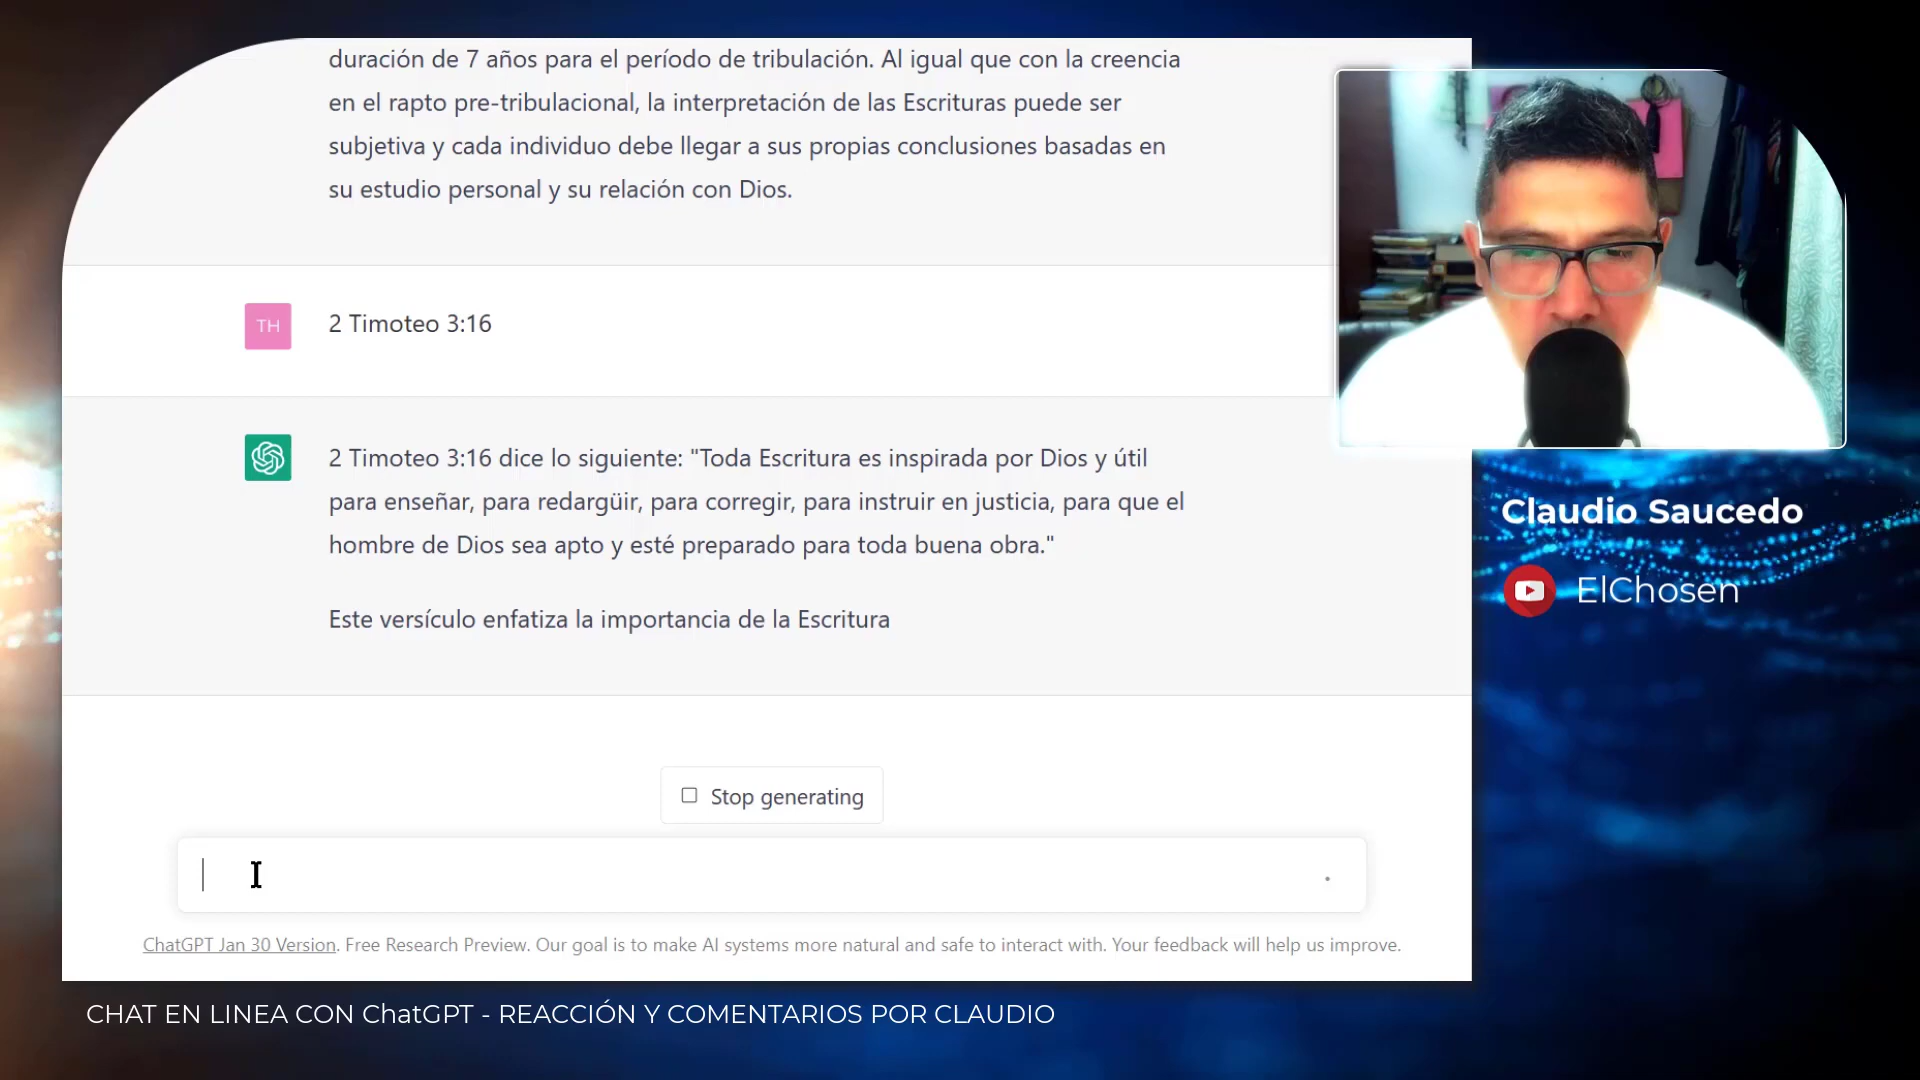 duración de 7 años para el período de tribulación. Al igual que con la creencia
en el rapto pre-tribulacional, la interpretación de las Escrituras puede ser
subjetiva y cada individuo debe llegar a sus propias conclusiones basadas en
su estudio personal y su relación con Dios.
TH
2 Timoteo 3:16
2 Timoteo 3:16 dice lo siguiente: "Toda Escritura es inspirada por Dios y útil
para enseñar, para redargüir, para corregir, para instruir en justicia, para que el
hombre de Dios sea apto y esté preparado para toda buena obra."
Este versículo enfatiza la importancia de la Escritura
Stop generating
ChatGPT Jan 30 Version. Free Research Preview. Our goal is to make AI systems more natural and safe to interact with. Your feedback will help us improve.
Claudio Saucedo
ElChosen
CHAT EN LINEA CON ChatGPT - REACCIÓN Y COMENTARIOS POR CLAUDIO